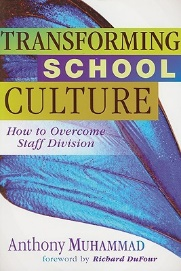 TRANSFORMING
SCHOOL
CULTURE
How to Overcome
Staff Division
Anthony MUHAMMAD
foreword by Richard DUFOUR